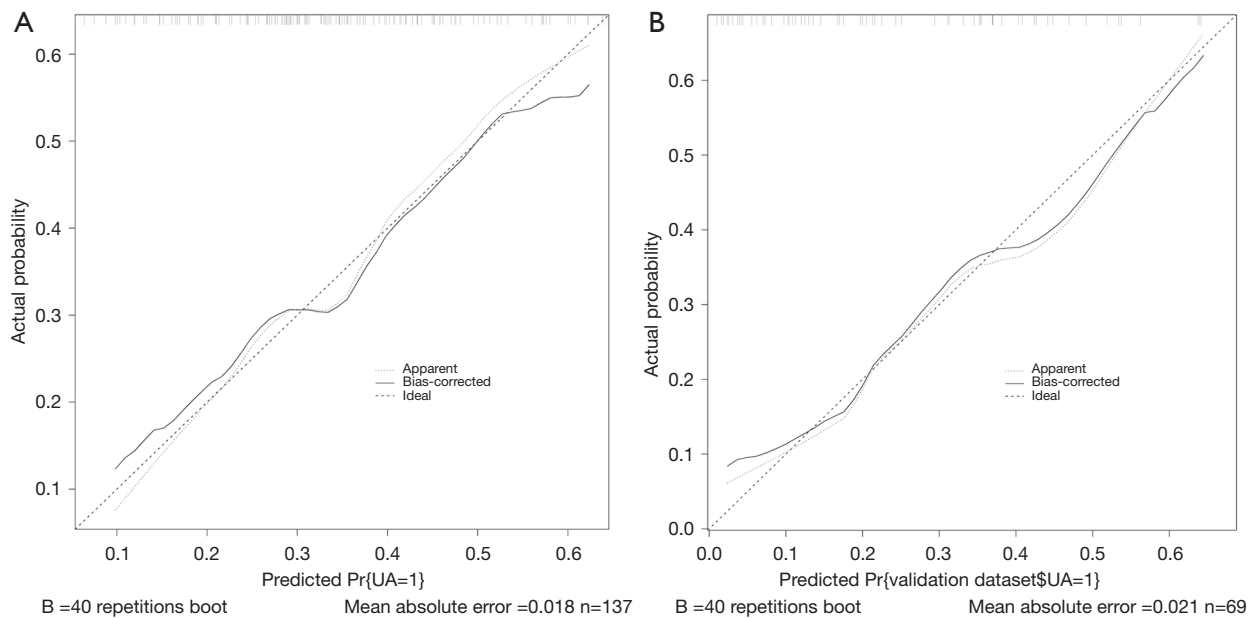 A
Actual probability
0.6
0.5
0.4
0.3
0.2
0.1
Apparent
Bias-corrected
Ideal
0.1 0.2 0.3 0.4 0.5 0.6
Predicted Pr{UA=1}
B =40 repetitions boot Mean absolute error =0.018 n=137
B
Actual probability
0.6
0.5
0.4
0.3
0.2
0.1
0.0
Apparent
Bias-corrected
Ideal
0.0 0.1 0.2 0.3 0.4 0.5 0.6
Predicted Pr{validation dataset$UA=1}
B =40 repetitions boot Mean absolute error =0.021 n=69